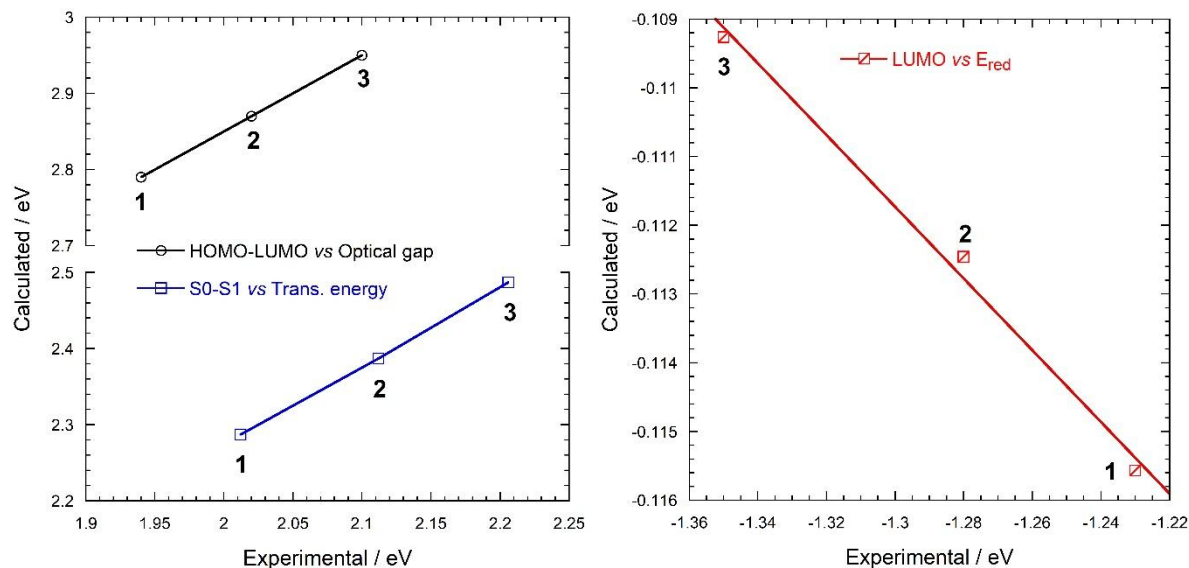 3
2.9
2.8
2.7
2.5
2.4
2.3
2.2
Calculated / eV
Calculated / eV
1
2
3
HOMO-LUMO vs Optical gap
S0-S1 vs Trans. energy
1
2
3
1.9 1.95 2 2.05 2.1 2.15 2.2 2.25
Experimental / eV
-0.109
-0.11
-0.111
-0.112
-0.113
-0.114
-0.115
-0.116
Calculated / eV
LUMO vs Ered
3
2
1
-1.36 -1.34 -1.32 -1.3 -1.28 -1.26 -1.24 -1.22
Experimental / eV